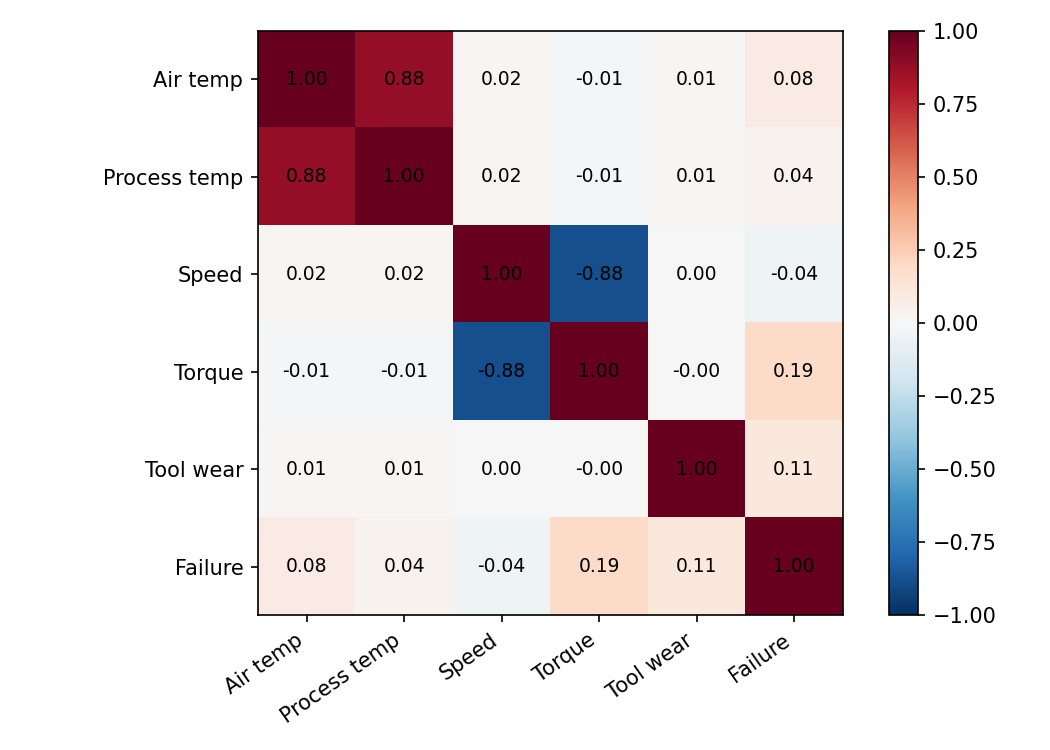 Air temp 1.00 0.88 0.02 -0.01 0.01 0.08
Process temp 0.88 1.00 0.02 -0.01 0.01 0.04
Speed 0.02 0.02 1.00 -0.88 0.00 -0.04
Torque -0.01 -0.01 -0.88 1.00 -0.00 0.19
Tool wear 0.01 0.01 0.00 -0.00 1.00 0.11
Failure 0.08 0.04 -0.04 0.19 0.11 1.00
Air temp Process temp Speed Torque Tool wear Failure
1.00
0.75
0.50
0.25
0.00
−0.25
−0.50
−0.75
−1.00